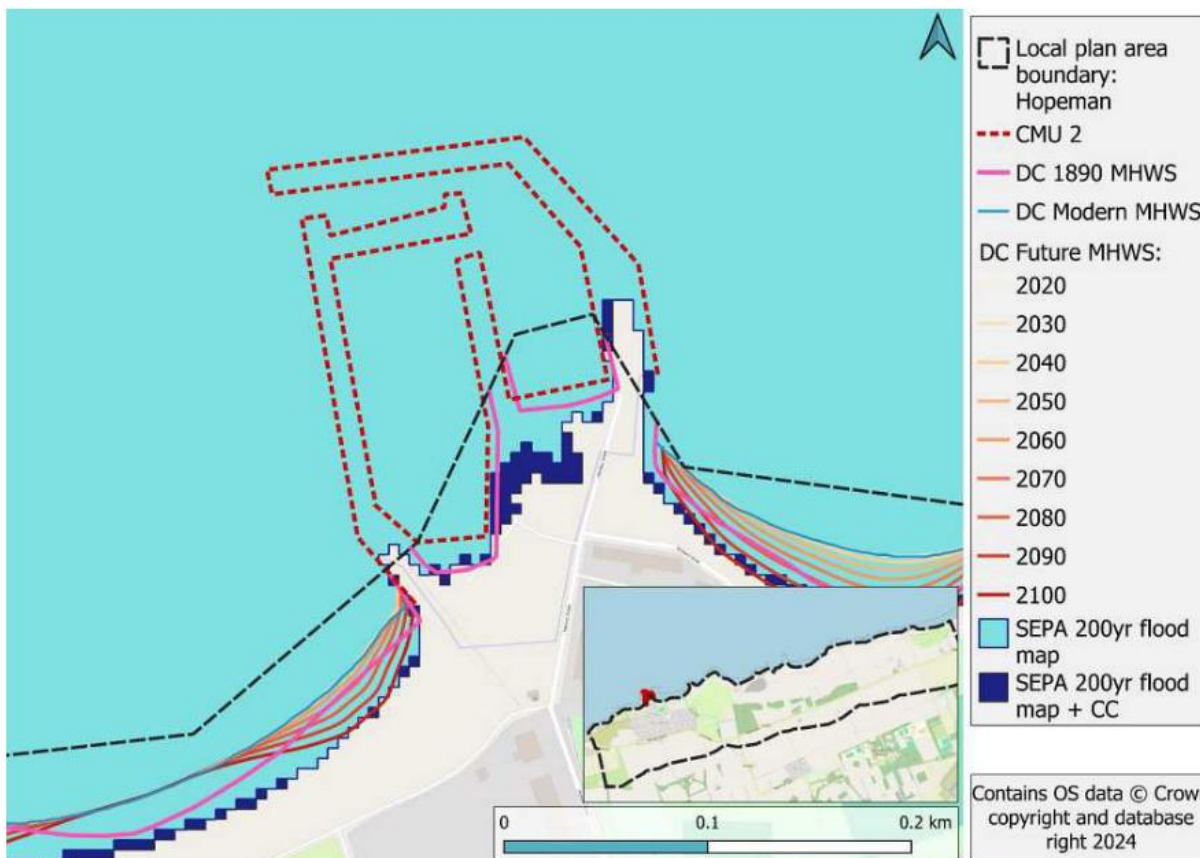 Local plan area
boundary:
Hopeman
CMU 2
DC 1890 MHWS
DC Modern MHWS
DC Future MHWS:
2020
2030
2040
2050
2060
2070
2080
2090
2100
SEPA 200yr flood
map
SEPA 200yr flood
map + CC
0 0.1 0.2 km
Contains OS data © Crow
copyright and database
right 2024